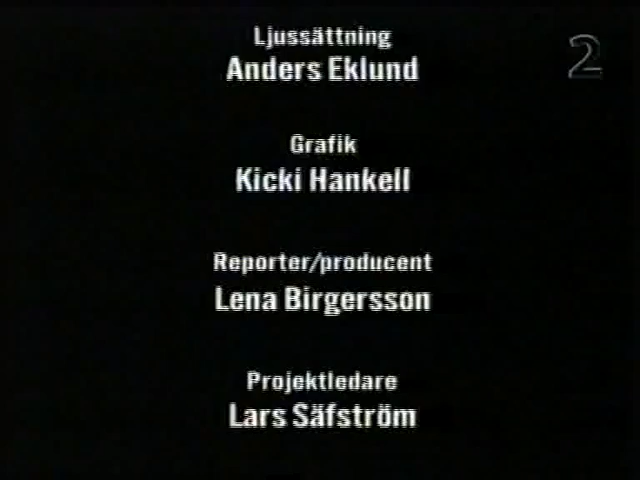 Ljussättning
2
Anders Eklund
Grafik
Kicki Hankell
Reporter/producent
Lena Birgersson
Projektledare
Lars Säfström